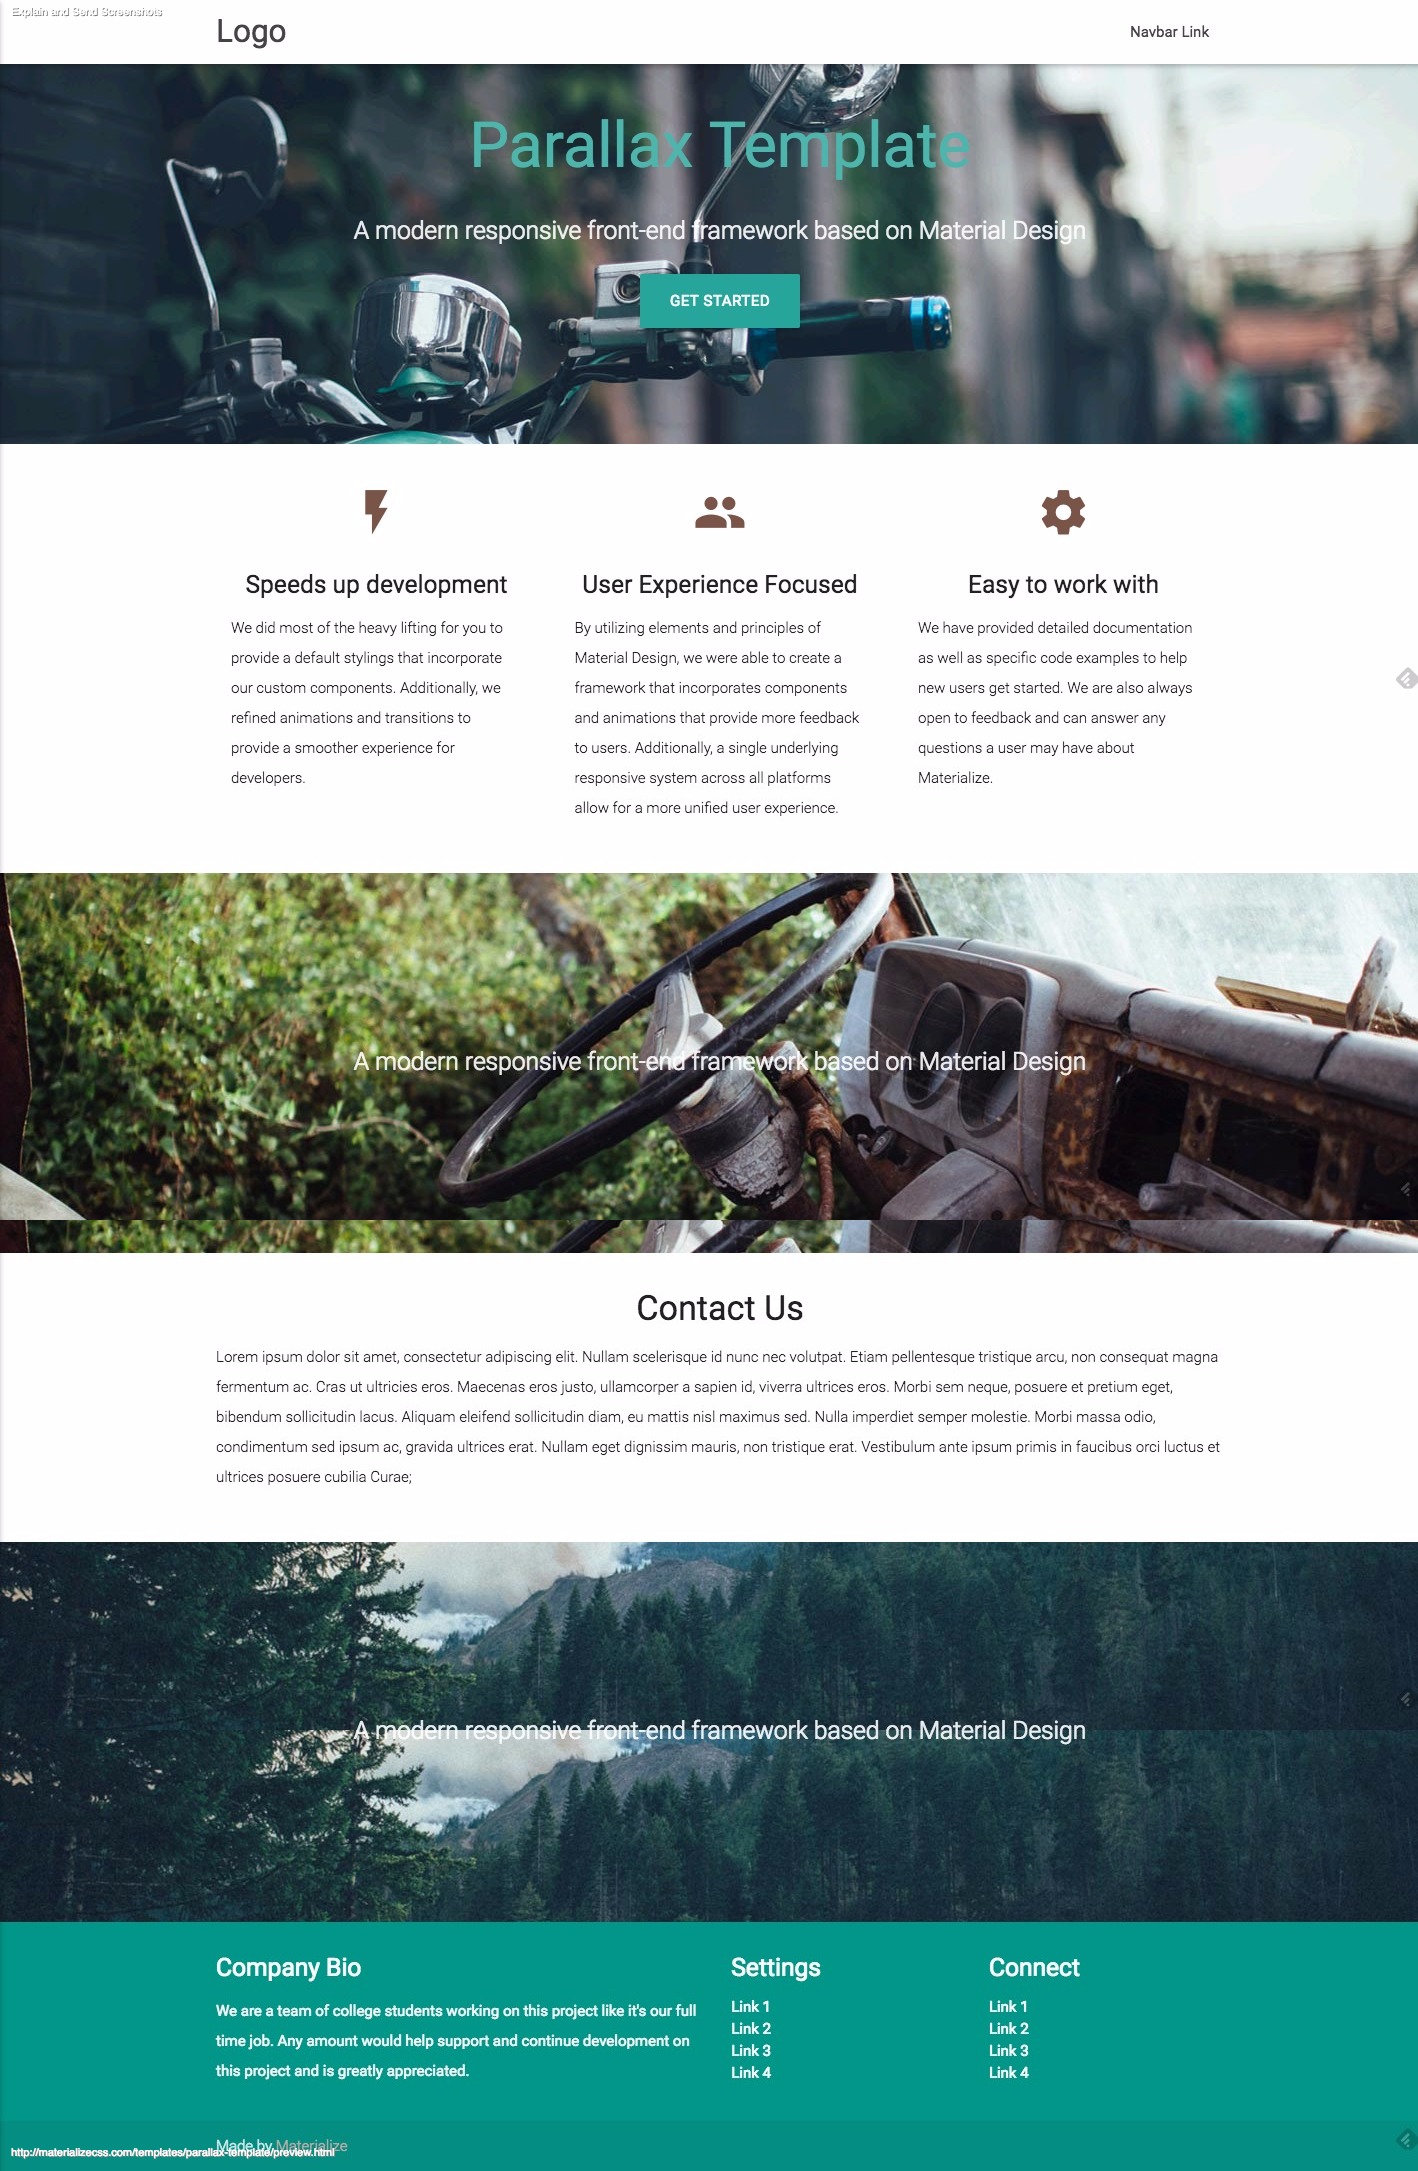 Explain and Send Screenshots
Logo
Navbar Link
Parallax Template
A modern responsive front-end framework based on Material Design
GET STARTED
Speeds up development
We did most of the heavy lifting for you to
provide a default stylings that incorporate
our custom components. Additionally, we
refined animations and transitions to
provide a smoother experience for
developers.
User Experience Focused
By utilizing elements and principles of
Material Design, we were able to create a
framework that incorporates components
and animations that provide more feedback
to users. Additionally, a single underlying
responsive system across all platforms
allow for a more unified user experience.
Easy to work with
We have provided detailed documentation
as well as specific code examples to help
new users get started. We are also always
open to feedback and can answer any
questions a user may have about
Materialize.
A modern responsive front-end framework based on Material Design
Contact Us
Lorem ipsum dolor sit amet, consectetur adipiscing elit. Nullam scelerisque id nunc nec volutpat. Etiam pellentesque tristique arcu, non consequat magna
fermentum ac. Cras ut ultricies eros. Maecenas eros justo, ullamcorper a sapien id, viverra ultrices eros. Morbi sem neque, posuere et pretium eget,
bibendum sollicitudin lacus. Aliquam eleifend sollicitudin diam, eu mattis nisl maximus sed. Nulla imperdiet semper molestie. Morbi massa odio,
condimentum sed ipsum ac, gravida ultrices erat. Nullam eget dignissim mauris, non tristique erat. Vestibulum ante ipsum primis in faucibus orci luctus et
ultrices posuere cubilia Curae;
A modern responsive front-end framework based on Material Design
Company Bio
We are a team of college students working on this project like it's our full
time job. Any amount would help support and continue development on
this project and is greatly appreciated.
Settings
Link 1
Link 2
Link 3
Link 4
Connect
Link 1
Link 2
Link 3
Link 4
Made by Materialize
http://materializecss.com/templates/parallax-template/preview.html